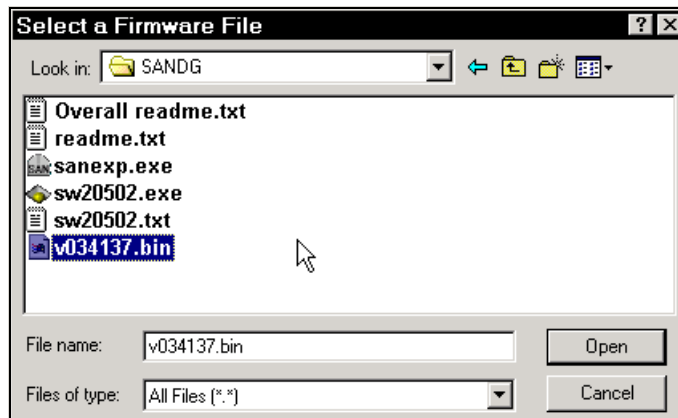 Select a Firmware File
Look in: SANDG
Overall readme.txt
readme.txt
SAN sanexp.exe
sw20502.exe
sw20502.txt
v034137.bin
File name: v034137.bin Open
Files of type: All Files (*.*) Cancel